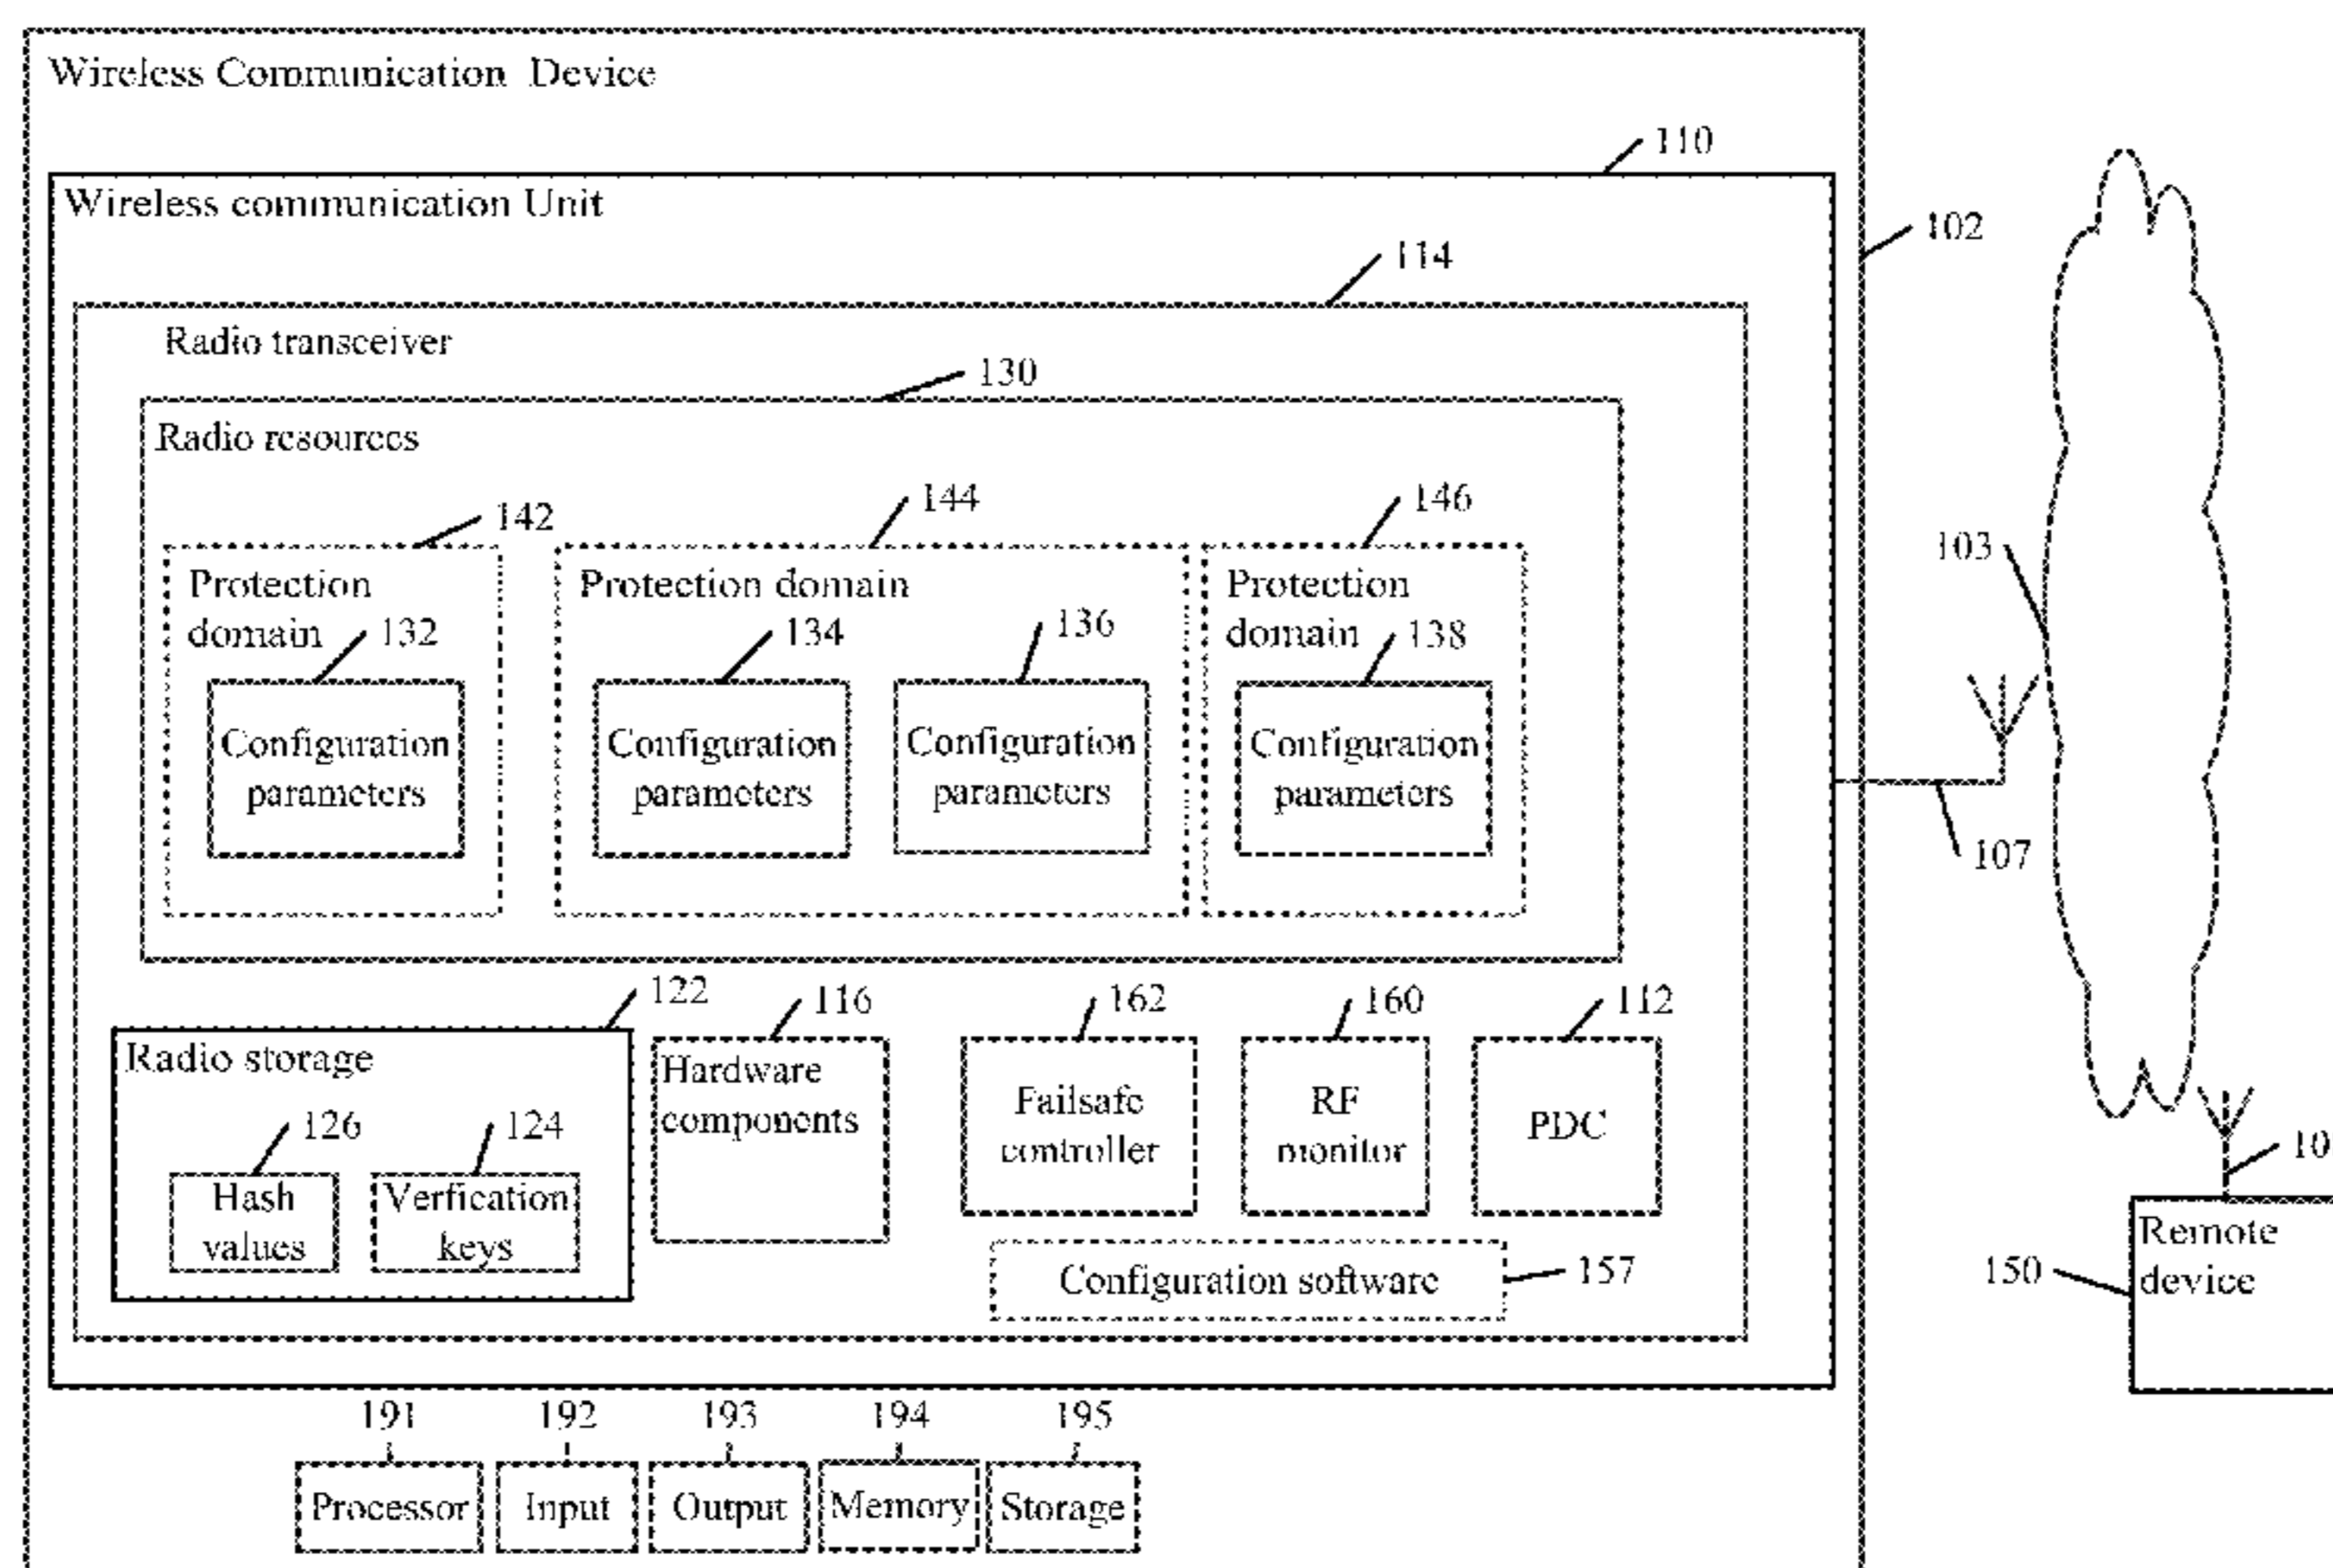 Wireless Communication Device
110
Wireless communication Unit
102
114
Radio transceiver
130
Radio resources
142
144
146
103
Protection
domain
Protection domain
Protection
domain
132
134
136
138
Configuration
parameters
Configuration
parameters
Configuration
parameters
Configuration
parameters
107
122
116
162
160
112
Radio storage
Hardware
components
Failsafe
controller
RF
monitor
PDC
126
124
Hash
values
Verfication
keys
10
Configuration software
157
Remote
device
150
191
192
193
194
195
Processor
Input
Output
Memory
Storage